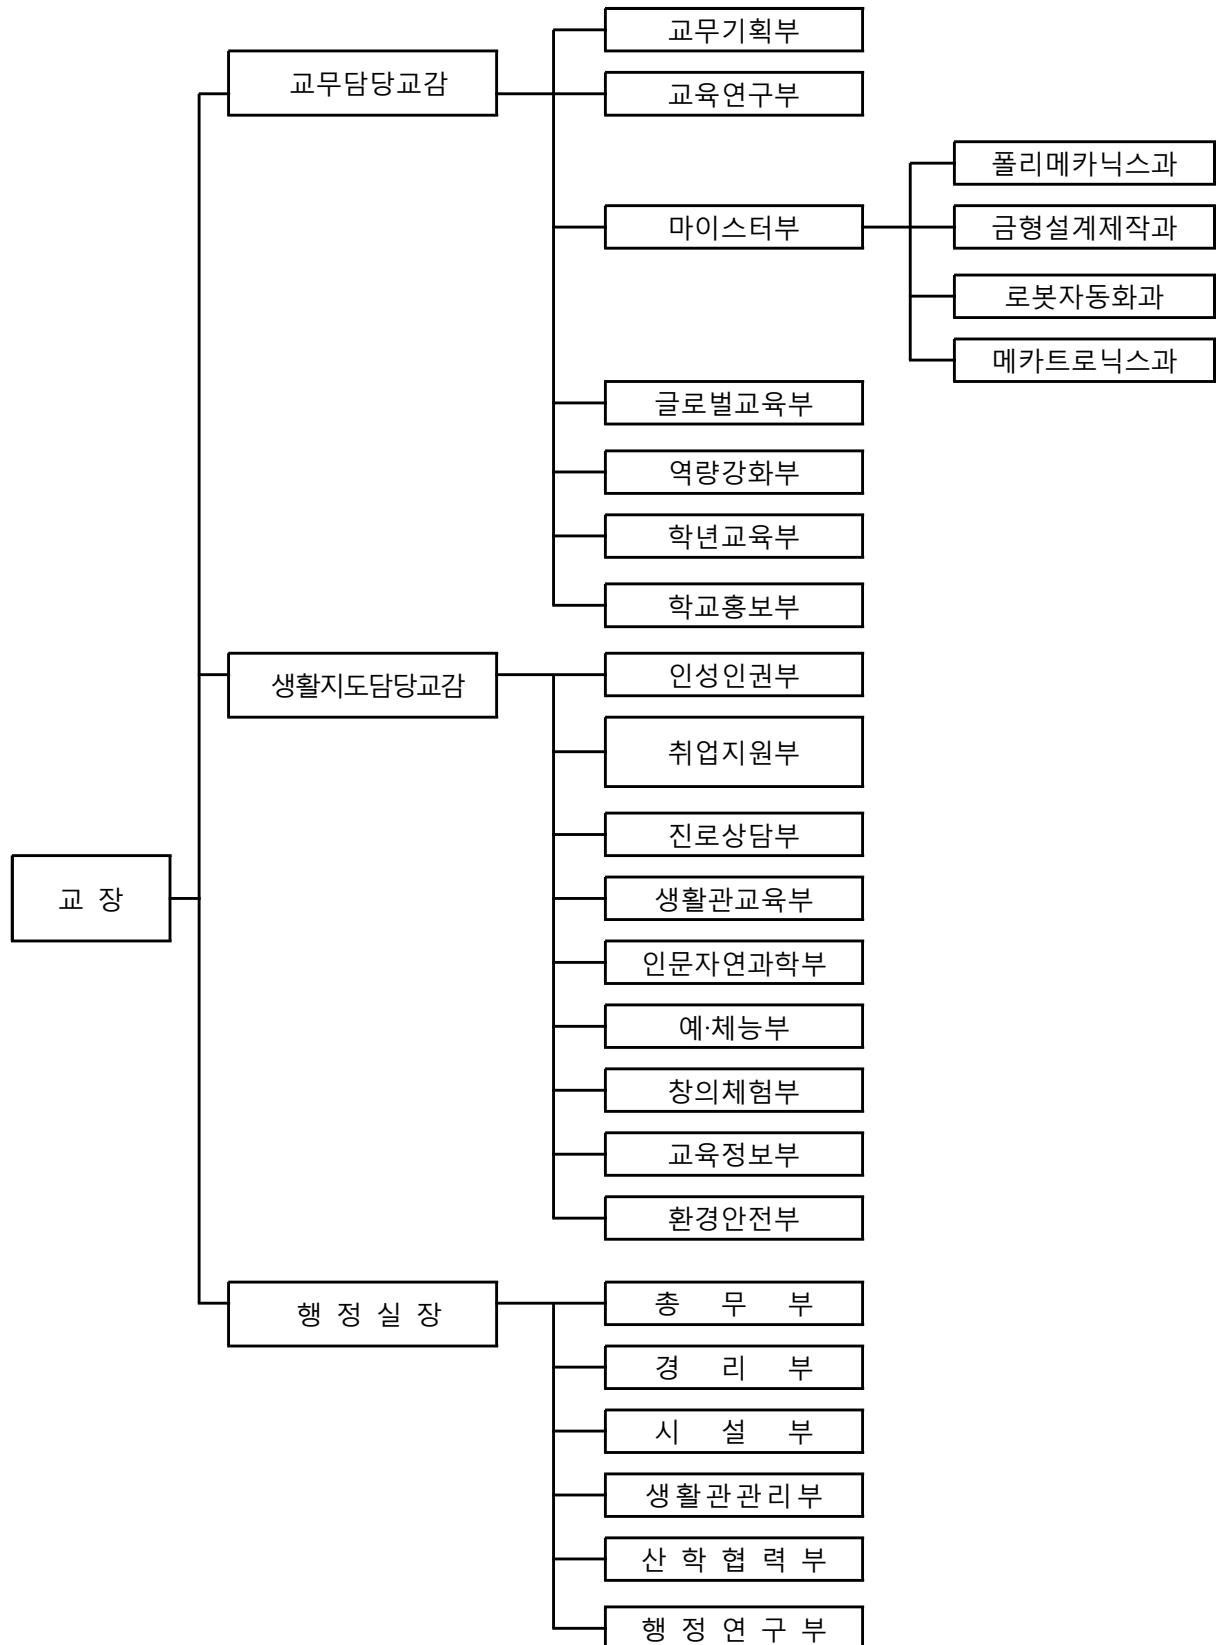 교무기획부
교무담당교감
교육연구부
폴리메카닉스과
마이스터부
금형설계제작과
로봇자동화과
메카트로닉스과
글로벌교육부
역량강화부
학년교육부
학교홍보부
생활지도담당교감
인성인권부
취업지원부
진로상담부
교 장
생활관교육부
인문자연과학부
예·체능부
창의체험부
교육정보부
환경안전부
행 정 실 장
총 무 부
경 리 부
시 설 부
생활관관리부
산 학 협 력 부
행 정 연 구 부